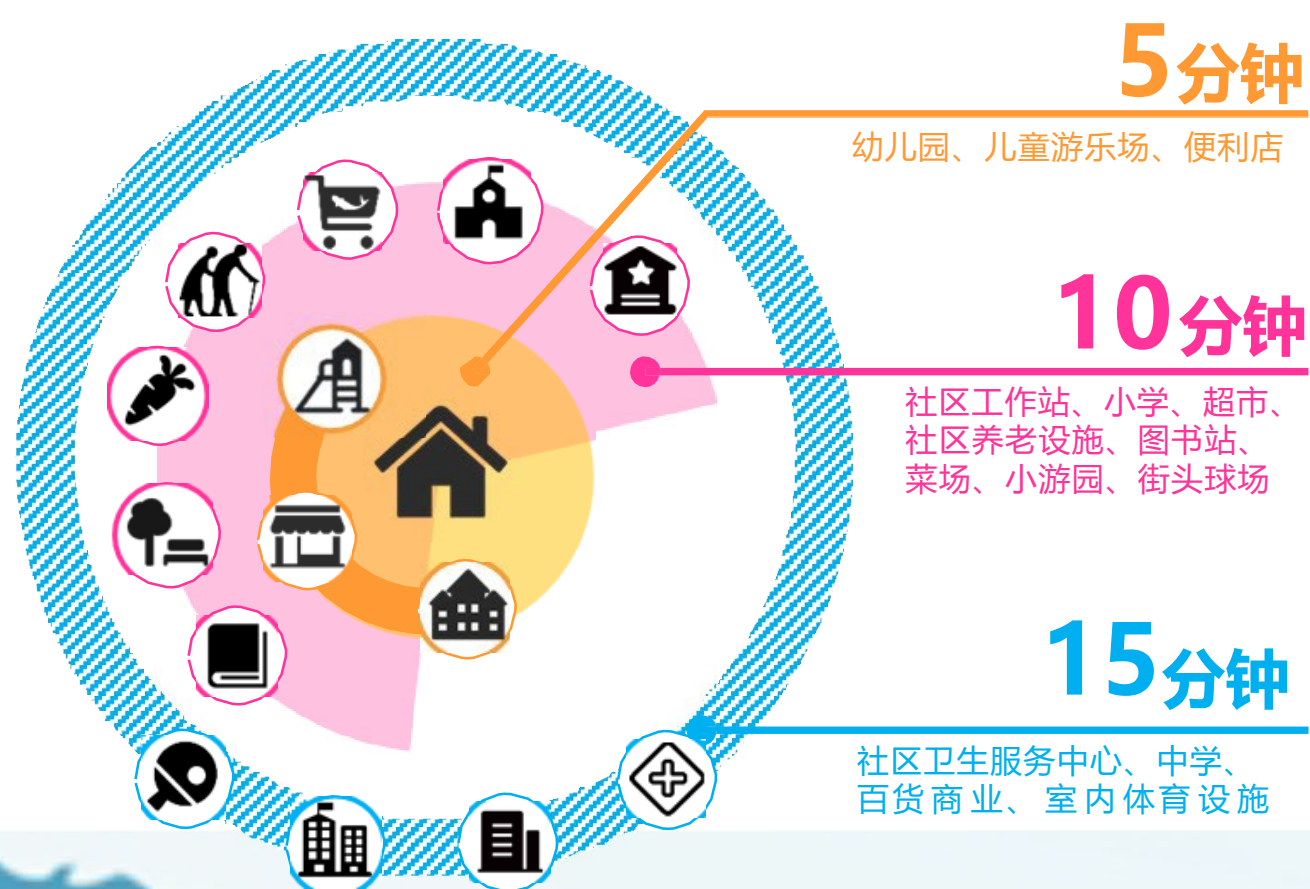 5分钟
幼儿园、儿童游乐场、便利店
10分钟
社区工作站、小学、超市、
社区养老设施、图书站、
菜场、小游园、街头球场
15分钟
社区卫生服务中心、中学、
百货商业、室内体育设施